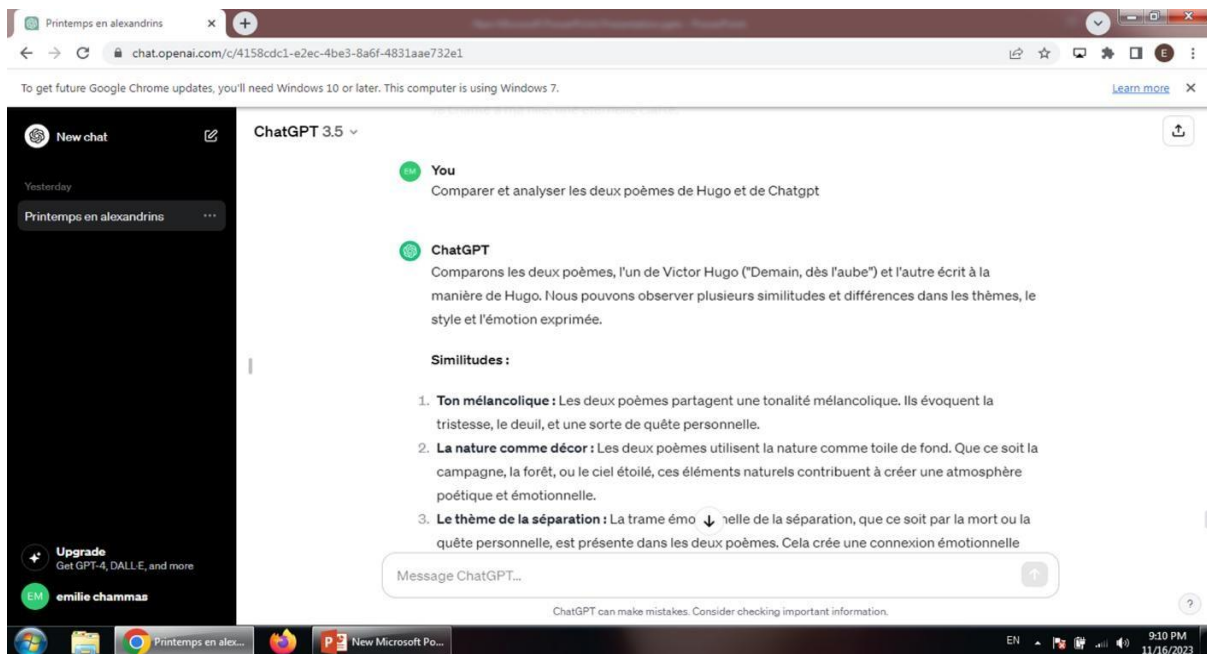 Printemps en alexandrins
chat.openai.com/c/4158cdc1-e2ec-4be3-8a6f-4831aae732e1
E
To get future Google Chrome updates, you'll need Windows 10 or later. This computer is using Windows 7.
Learn more
New chat
ChatGPT 3.5
Yesterday
Printemps en alexandrins
EM
You
Comparer et analyser les deux poèmes de Hugo et de Chatgpt
ChatGPT
Comparons les deux poèmes, l'un de Victor Hugo ("Demain, dès l'aube") et l'autre écrit à la
manière de Hugo. Nous pouvons observer plusieurs similitudes et différences dans les thèmes, le
style et l'émotion exprimée.
Similitudes :
1. Ton mélancolique : Les deux poèmes partagent une tonalité mélancolique. Ils évoquent la
tristesse, le deuil, et une sorte de quête personnelle.
2. La nature comme décor : Les deux poèmes utilisent la nature comme toile de fond. Que ce soit la
campagne, la forêt, ou le ciel étoilé, ces éléments naturels contribuent à créer une atmosphère
poétique et émotionnelle.
3. Le thème de la séparation : La trame émo nelle de la séparation, que ce soit par la mort ou la
quête personnelle, est présente dans les deux poèmes. Cela crée une connexion émotionnelle
Upgrade
Get GPT-4, DALL·E, and more
EM
emilie chammas
Message ChatGPT...
ChatGPT can make mistakes. Consider checking important information.
?
Printemps en alex...
New Microsoft Po...
EN
9:10 PM
11/16/2023